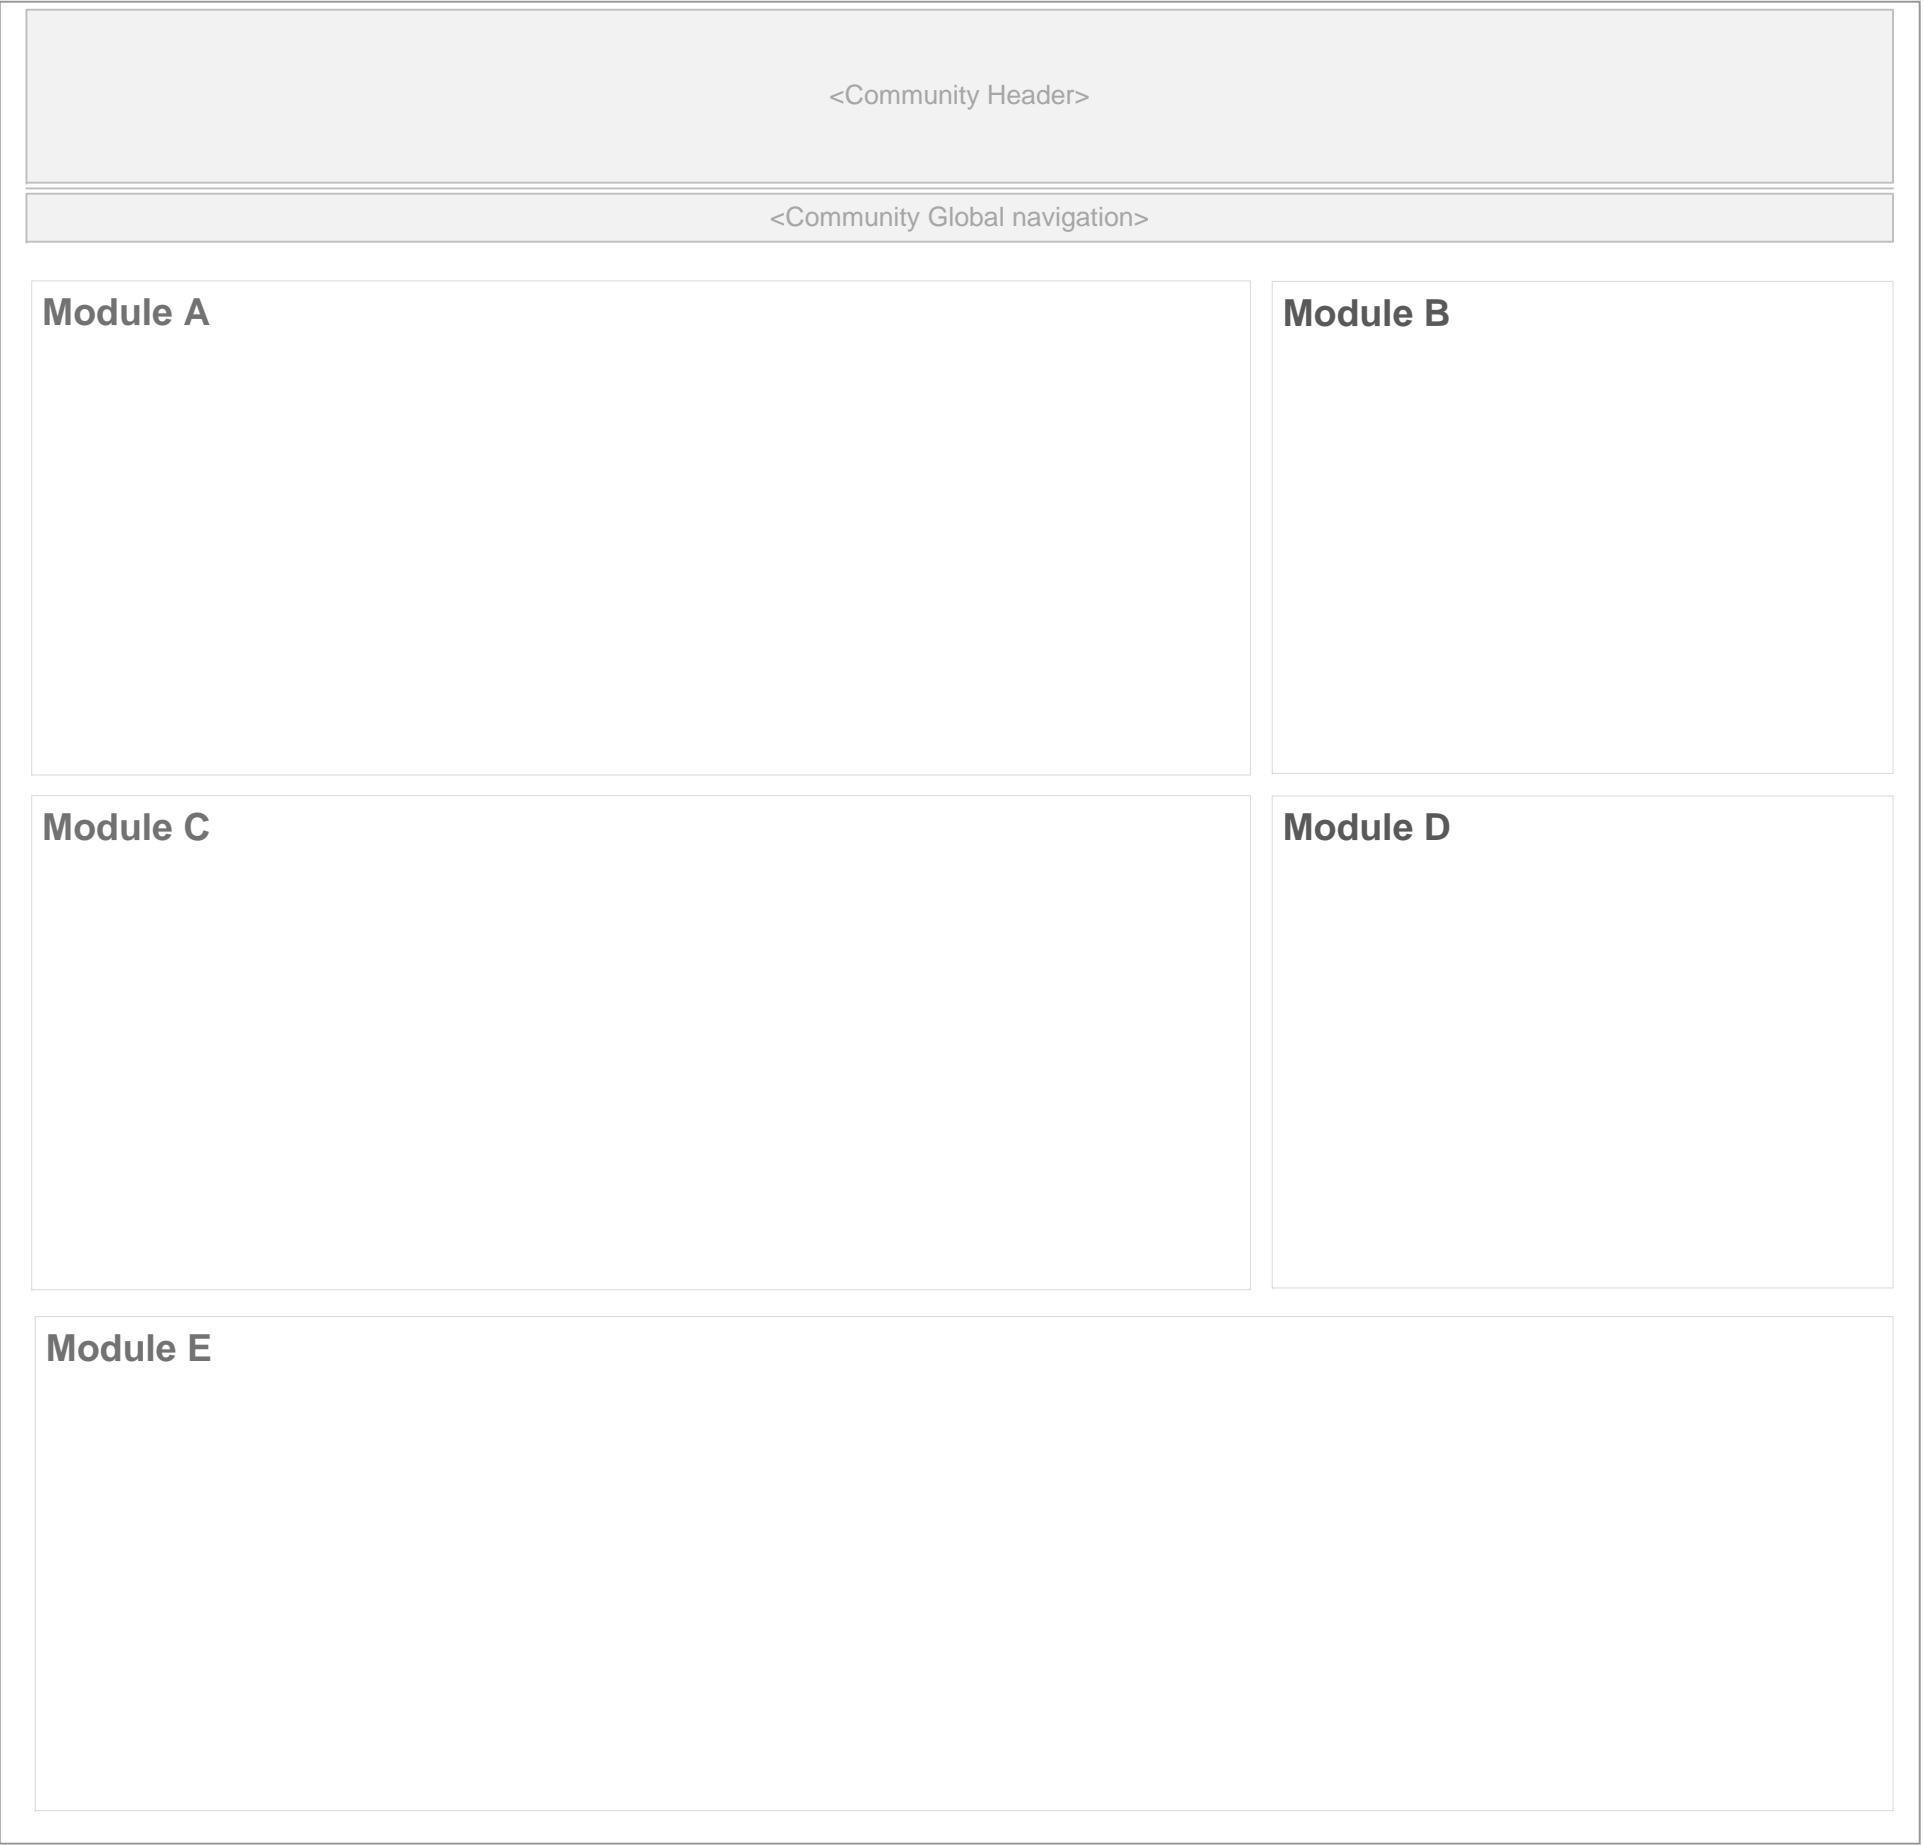 <Community Header>
<Community Global navigation>
Module A
Module B
Module C
Module D
Module E